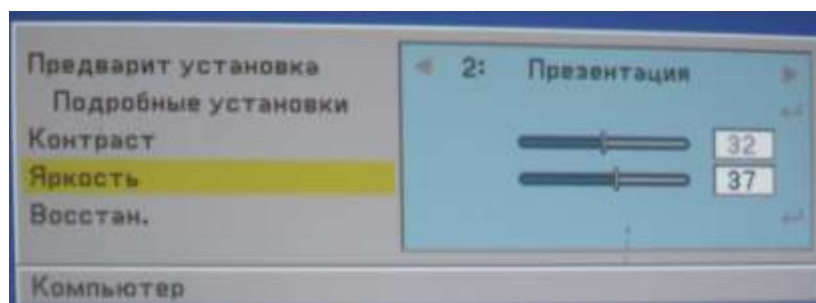 Предварит установка 2: Презентация
Подробные установки
Контраст 32
Яркость 37
Восстан.
Компьютер